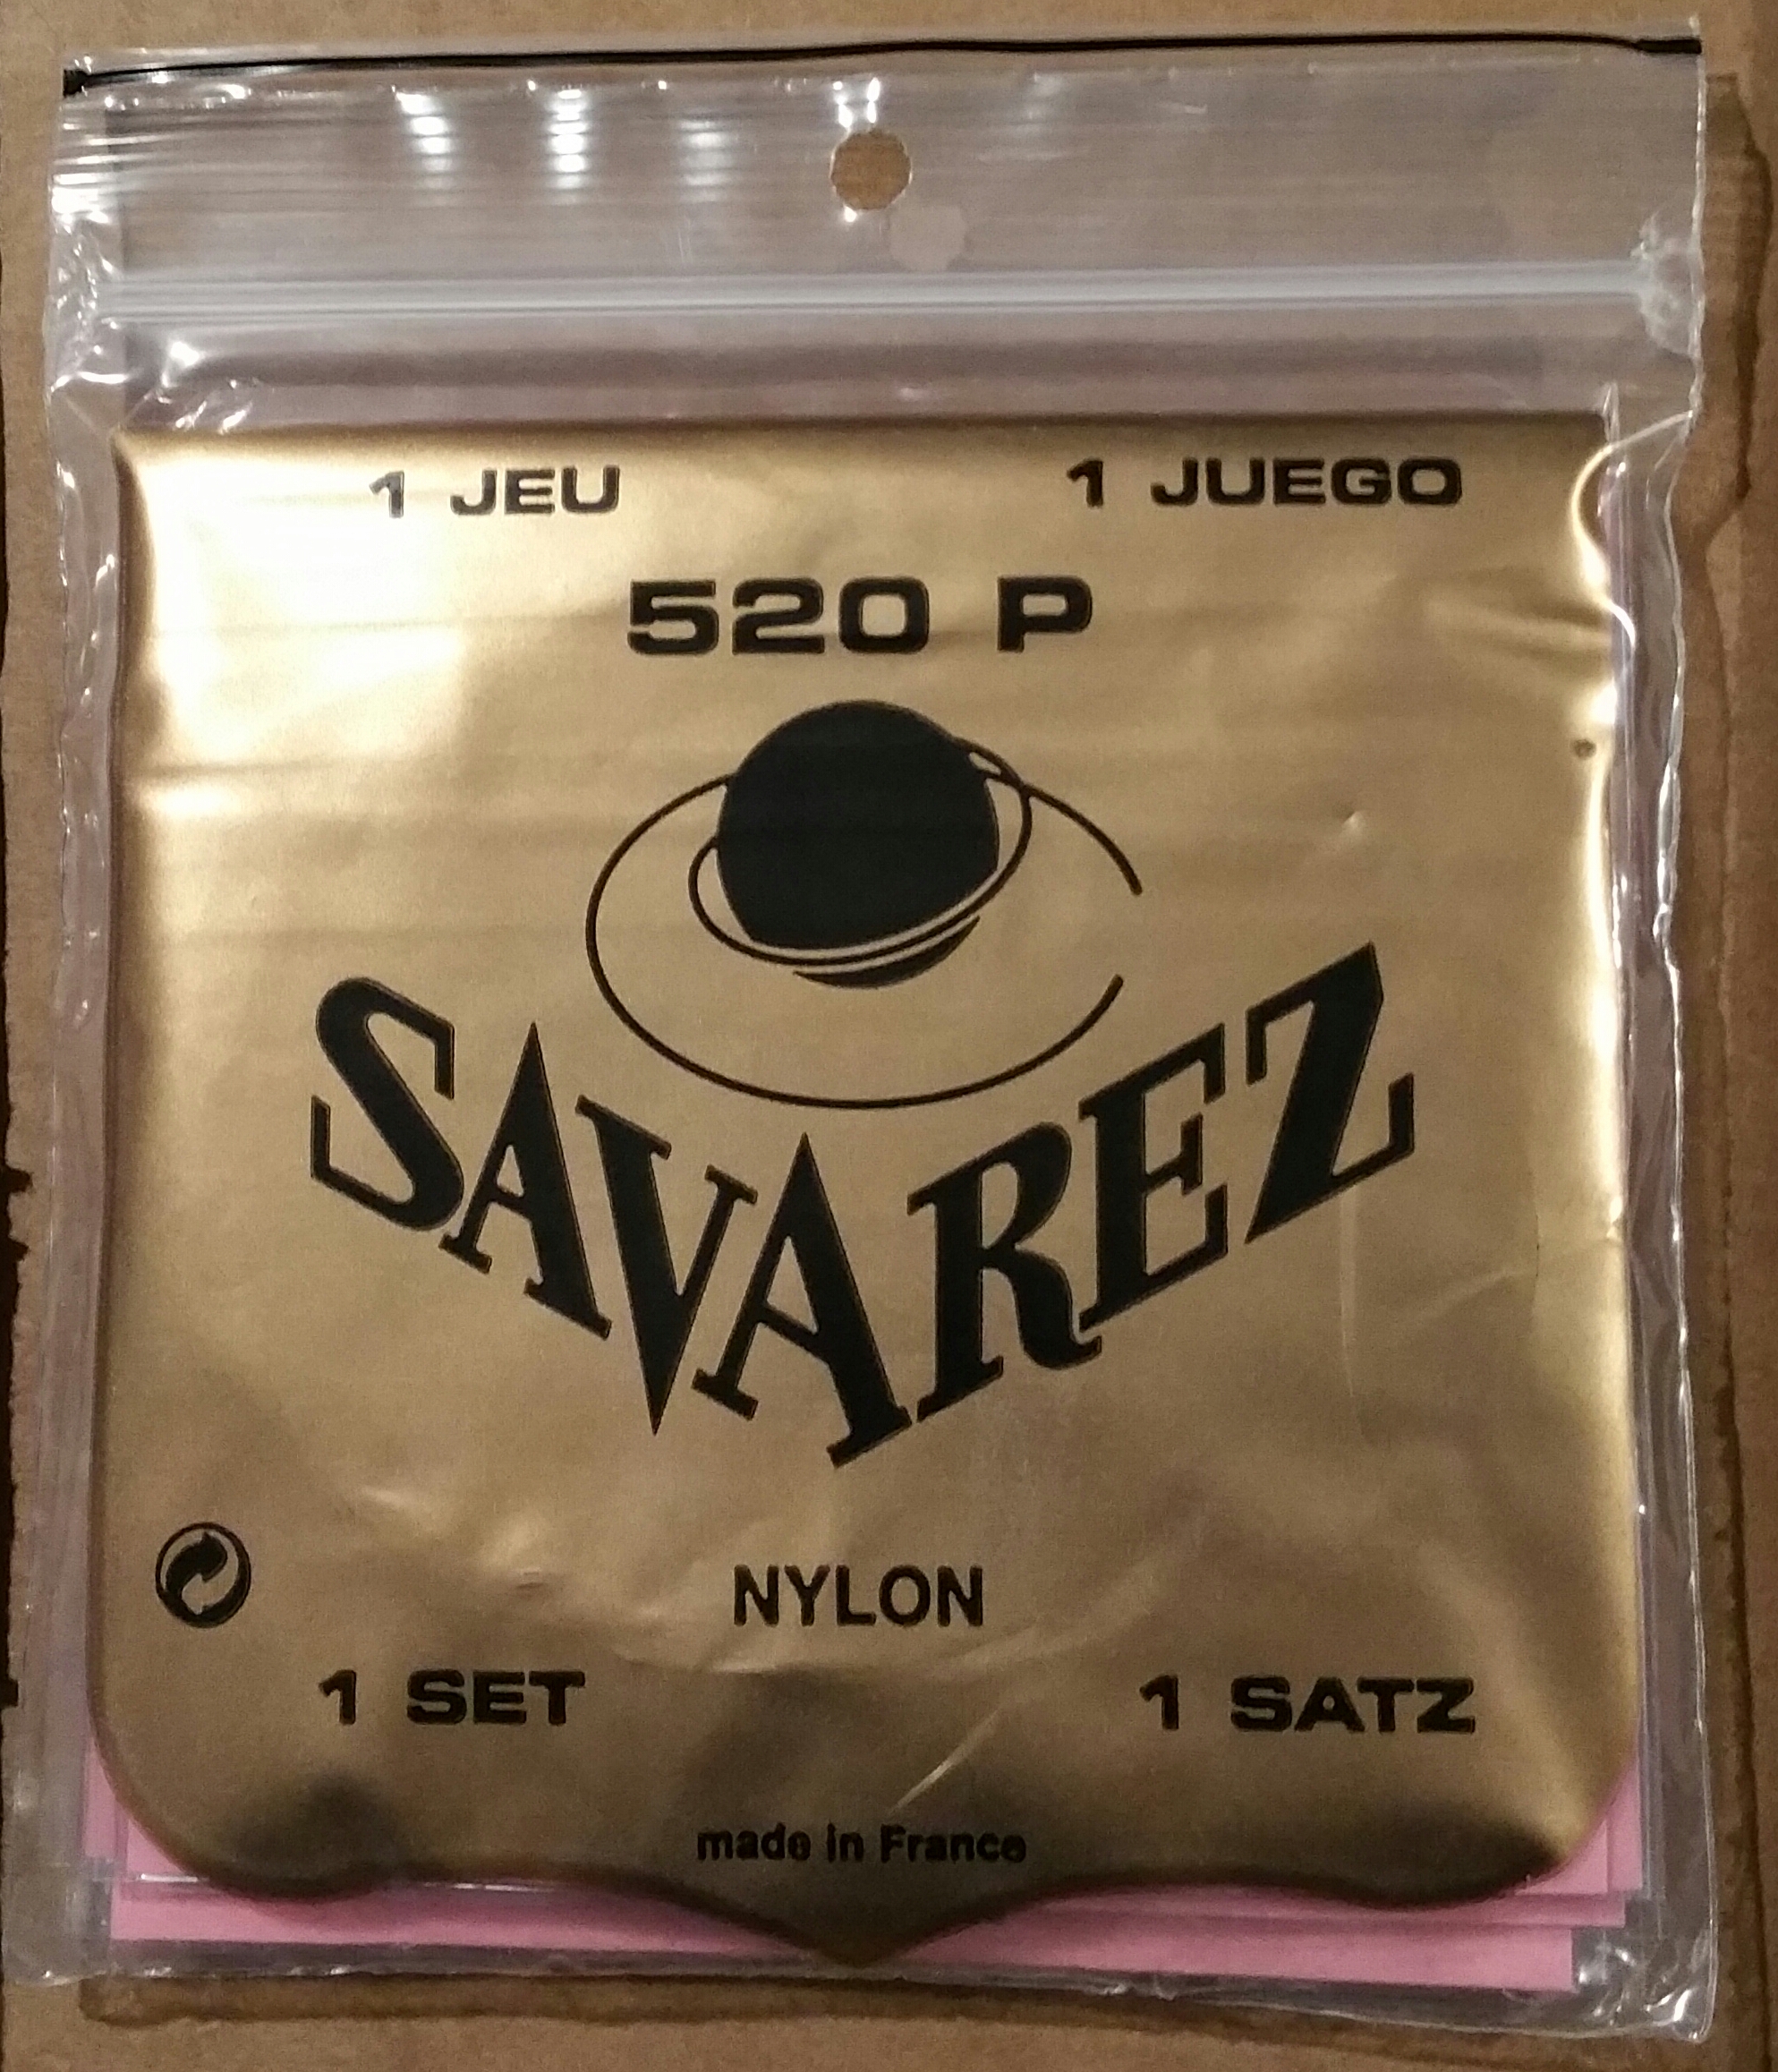 1 JEU 1 JUEGO
520 P
SAVAREZ
NYLON
1 SET 1 SATZ
made in France